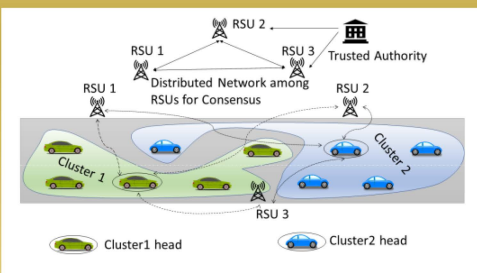 RSU 2
RSU 1
RSU 3
Trusted Authority
Distributed Network among
RSUs for Consensus
RSU 1
RSU 2
Cluster 1
Cluster 2
RSU 3
Cluster1 head
Cluster2 head